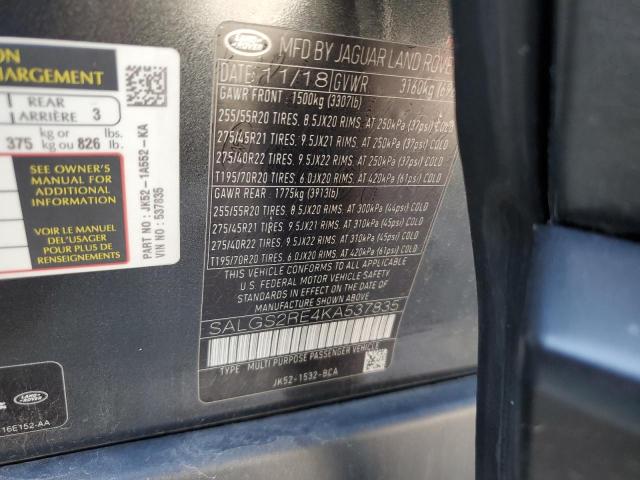 ON
CHARGEMENT
REAR
ARRIÈRE 3
kg or lbs.
375 kg ou 826 lb.
SEE OWNER'S
MANUAL FOR
ADDITIONAL
INFORMATION
VOIR LE MANUEL
DE L'USAGER
POUR PLUS DE
RENSEIGNEMENTS
PART NO : JK52-1A552-KA
VIN NO : 537835
LAND ROVER
MFD BY JAGUAR LAND ROVE
DATE 11/18 GVWR 3160kg
GAWR FRONT 1500kg (3307lb)
255/55R20 TIRES, 8.5JX20 RIMS, AT 250kPa (37psi) COLD
275/45R21 TIRES, 9.5JX21 RIMS, AT 250kPa (37psi) COLD
275/40R22 TIRES, 9.5JX22 RIMS, AT 250kPa (37psi) COLD
T195/70R20 TIRES, 6.0JX20 RIMS, AT 420kPa (61psi) COLD
GAWR REAR 1775kg (3913lb)
255/55R20 TIRES, 8.5JX20 RIMS, AT 300kPa (44psi) COLD
275/45R21 TIRES, 9.5JX21 RIMS, AT 310kPa (45psi) COLD
275/40R22 TIRES, 9.5JX22 RIMS, AT 310kPa (45psi) COLD
T195/70R20 TIRES, 6.0JX20 RIMS, AT 420kPa (61psi) COLD
THIS VEHICLE CONFORMS TO ALL APPLICABLE
U.S. FEDERAL MOTOR VEHICLE SAFETY
STANDARDS IN EFFECT ON THE DATE OF
MANUFACTURE SHOWN ABOVE
SALGS2RE4KA537835
TYPE MULTI PURPOSE PASSENGER VEHICLE
JK52-1532-BCA
LAND ROVER
16E152-AA